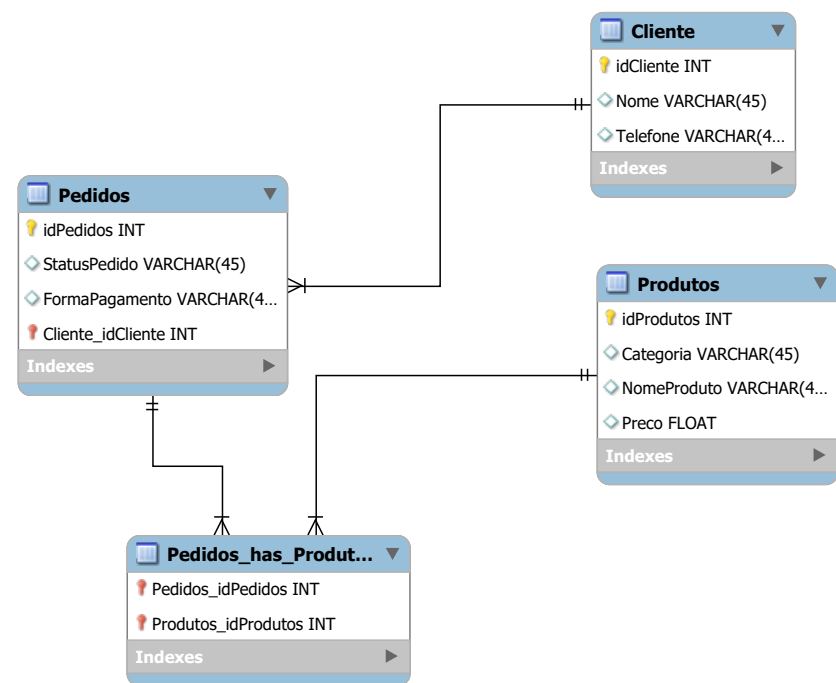 Cliente
idCliente INT
Nome VARCHAR(45)
Telefone VARCHAR(4...
Indexes
Pedidos
idPedidos INT
StatusPedido VARCHAR(45)
FormaPagamento VARCHAR(4...
Cliente_idCliente INT
Indexes
Produtos
idProdutos INT
Categoria VARCHAR(45)
NomeProduto VARCHAR(4...
Preco FLOAT
Indexes
Pedidos_has_Produt...
Pedidos_idPedidos INT
Produtos_idProdutos INT
Indexes